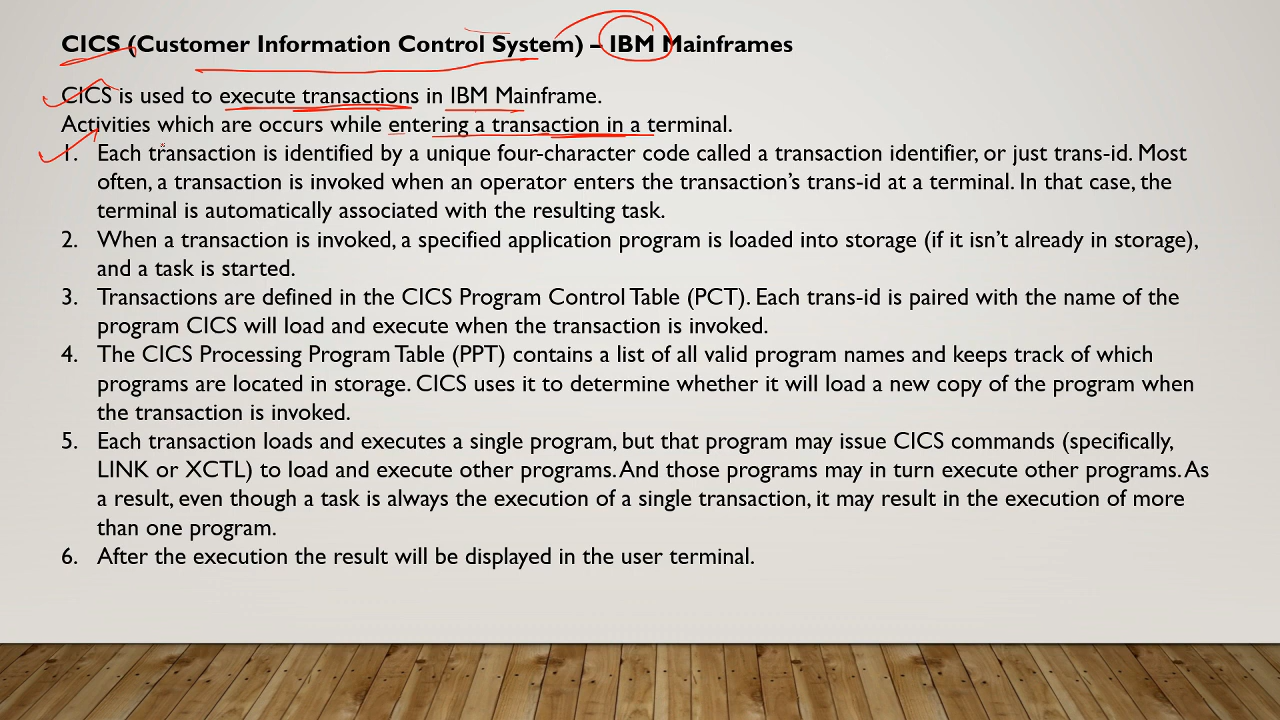 CICS (Customer Information Control System) – IBM Mainframes
CICS is used to execute transactions in IBM Mainframe.
Activities which are occurs while entering a transaction in a terminal.
1. Each transaction is identified by a unique four-character code called a transaction identifier, or just trans-id. Most
often, a transaction is invoked when an operator enters the transaction's trans-id at a terminal. In that case, the
terminal is automatically associated with the resulting task.
2. When a transaction is invoked, a specified application program is loaded into storage (if it isn't already in storage),
and a task is started.
3. Transactions are defined in the CICS Program Control Table (PCT). Each trans-id is paired with the name of the
program CICS will load and execute when the transaction is invoked.
4. The CICS Processing Program Table (PPT) contains a list of all valid program names and keeps track of which
programs are located in storage. CICS uses it to determine whether it will load a new copy of the program when
the transaction is invoked.
5. Each transaction loads and executes a single program, but that program may issue CICS commands (specifically,
LINK or XCTL) to load and execute other programs. And those programs may in turn execute other programs. As
a result, even though a task is always the execution of a single transaction, it may result in the execution of more
than one program.
6. After the execution the result will be displayed in the user terminal.